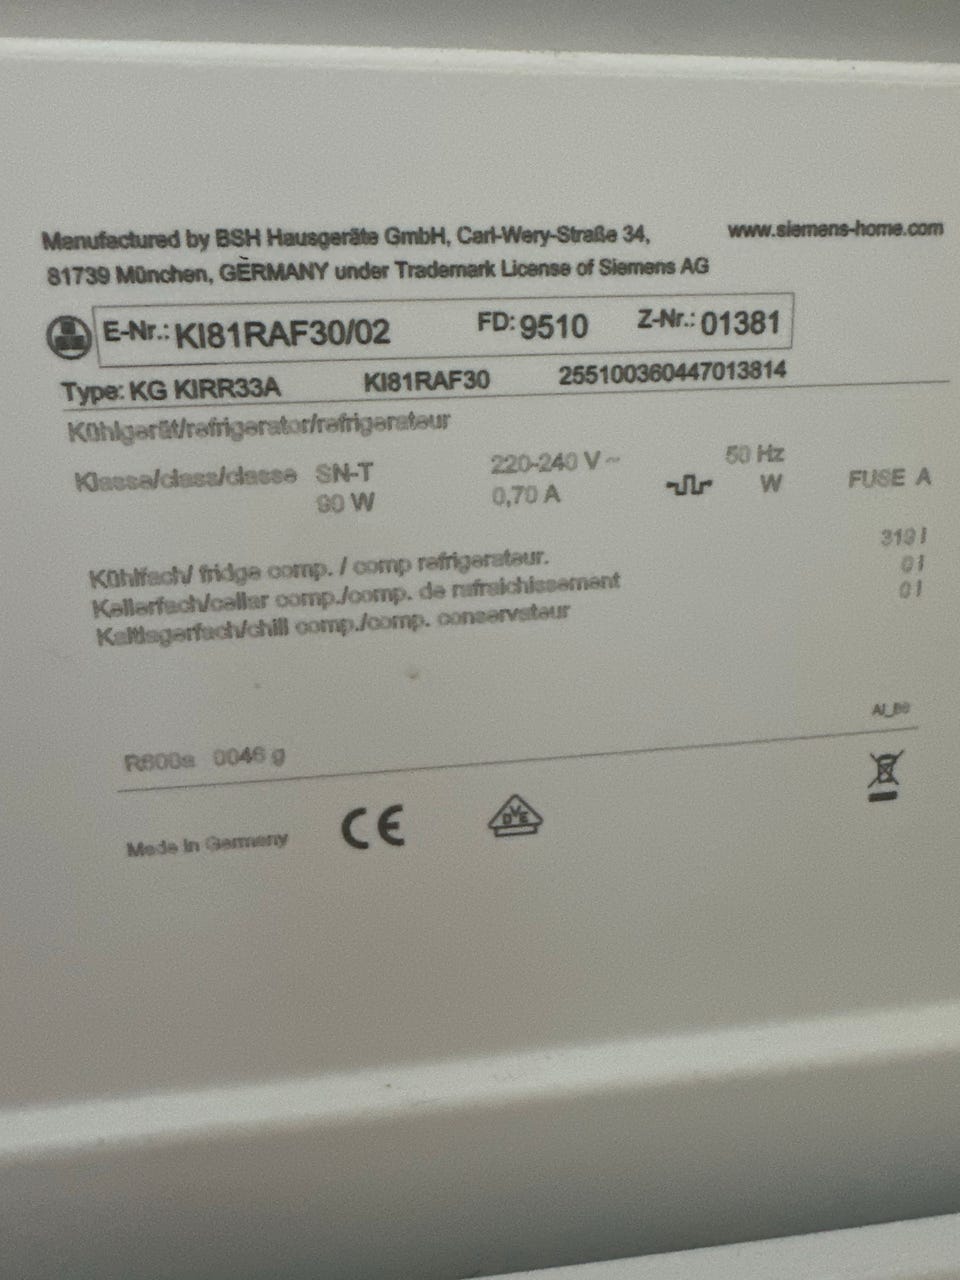 Manufactured by BSH Hausgeräte GmbH, Carl-Wery-Straße 34, www.siemens-home.com
81739 München, GERMANY under Trademark License of Siemens AG
E-Nr.: KI81RAF30/02 FD: 9510 Z-Nr.: 01381
Type: KG KIRR33A KI81RAF30 255100360447013814
Kühlgerät/refrigerator/refrigerateur
Klasse/class/classe SN-T 220-240 V ~ 50 Hz
90 W 0,70 A W FUSE A
Kühlfach/ fridge comp. / comp refrigerateur. 319 l
Kellerfach/cellar comp./comp. de rafraichissement 0 l
Kaltlagerfach/chill comp./comp. conservateur 0 l
R600a 0046 g
Made in Germany CE DVE